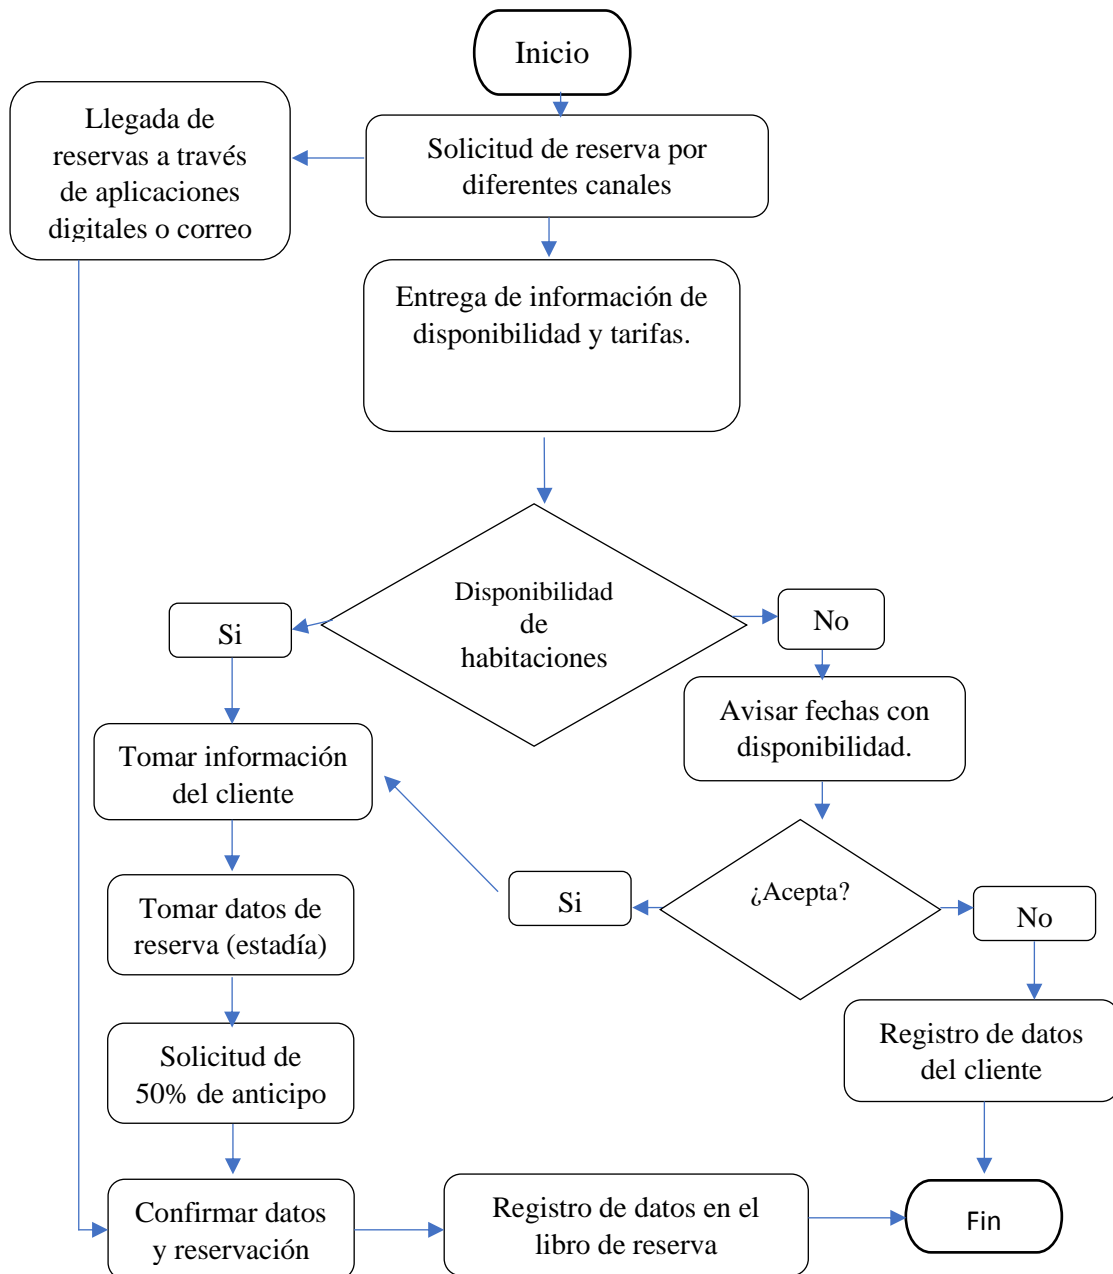 Inicio
Llegada de
reservas a través
de aplicaciones
digitales o correo
Solicitud de reserva por
diferentes canales
Entrega de información de
disponibilidad y tarifas.
Disponibilidad
de
habitaciones
Si
No
Tomar información
del cliente
Avisar fechas con
disponibilidad.
¿Acepta?
Si
No
Tomar datos de
reserva (estadía)
Solicitud de
50% de anticipo
Registro de datos
del cliente
Confirmar datos
y reservación
Registro de datos en el
libro de reserva
Fin